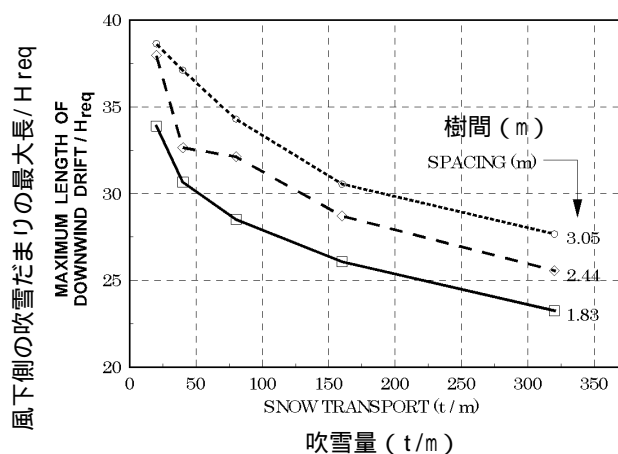 風下側の吹雪だまりの最大長/Hreq
MAXIMUM LENGTH OF
DOWNWIND DRIFT/Hreq
40
35
30
25
20
樹間(m)
SPACING (m)
3.05
2.44
1.83
0
50
100
150
200
250
300
350
SNOW TRANSPORT (t/m)
吹雪量(t/m)